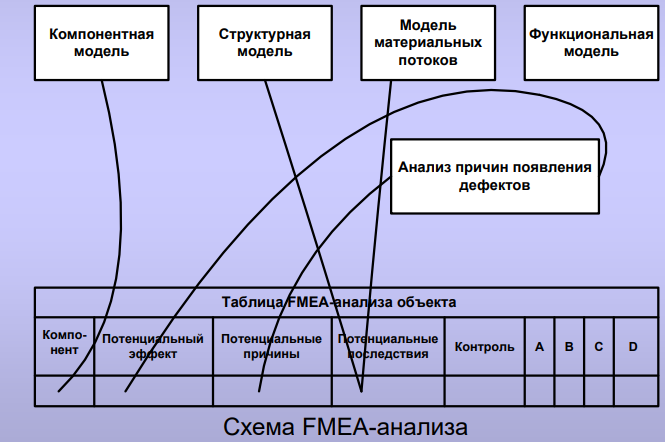 Компонентная
модель
Структурная
модель
Модель
материальных
потоков
Функциональная
модель
Анализ причин появления
дефектов
Таблица FMEA-анализа объекта
Компо-
нент
Потенциальный
эффект
Потенциальные
причины
Потенциальные
последствия
Контроль
A
B
C
D
Схема FMEA-анализа